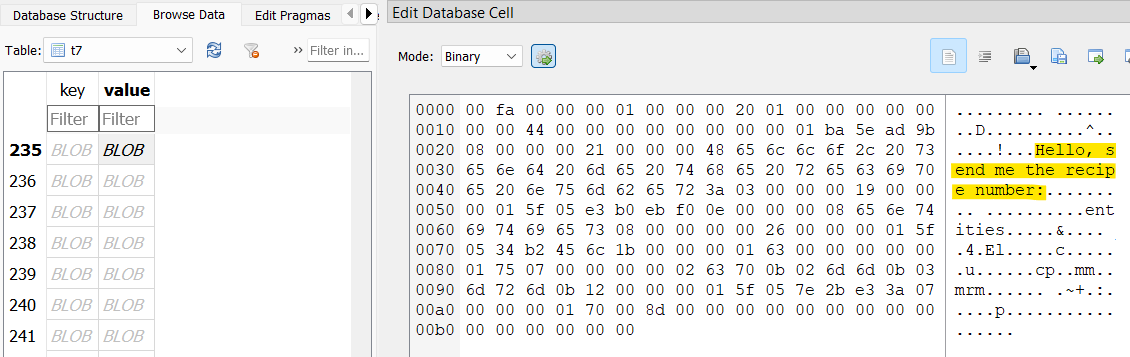 Database Structure Browse Data Edit Pragmas
Edit Database Cell
Table: t7 » Filter in...
Mode: Binary
key value
Filter Filter
235 BLOB BLOB
236 BLOB BLOB
237 BLOB BLOB
238 BLOB BLOB
239 BLOB BLOB
240 BLOB BLOB
241 BLOB BLOB
0000 00 fa 00 00 00 01 00 00 00 20 01 00 00 00 00 00 ......... ......
0010 00 00 44 00 00 00 00 00 00 00 00 01 ba 5e ad 9b ..D..........^..
0020 08 00 00 00 21 00 00 00 48 65 6c 6c 6f 2c 20 73 ....!...Hello, s
0030 65 6e 64 20 6d 65 20 74 68 65 20 72 65 63 69 70 end me the recip
0040 65 20 6e 75 6d 62 65 72 3a 03 00 00 00 19 00 00 e number:.......
0050 00 01 5f 05 e3 b0 eb f0 0e 00 00 00 08 65 6e 74 .. ..........ent
0060 69 74 69 65 73 08 00 00 00 00 26 00 00 00 01 5f ities.....&....
0070 05 34 b2 45 6c 1b 00 00 00 01 63 00 00 00 00 00 .4.El.....c.....
0080 01 75 07 00 00 00 00 02 63 70 0b 02 6d 6d 0b 03 .u......cp..mm..
0090 6d 72 6d 0b 12 00 00 00 01 5f 05 7e 2b e3 3a 07 mrm...... .~+.:.
00a0 00 00 00 01 70 00 8d 00 00 00 00 00 00 00 00 00 ....p...........
00b0 00 00 00 00 00 00 ......